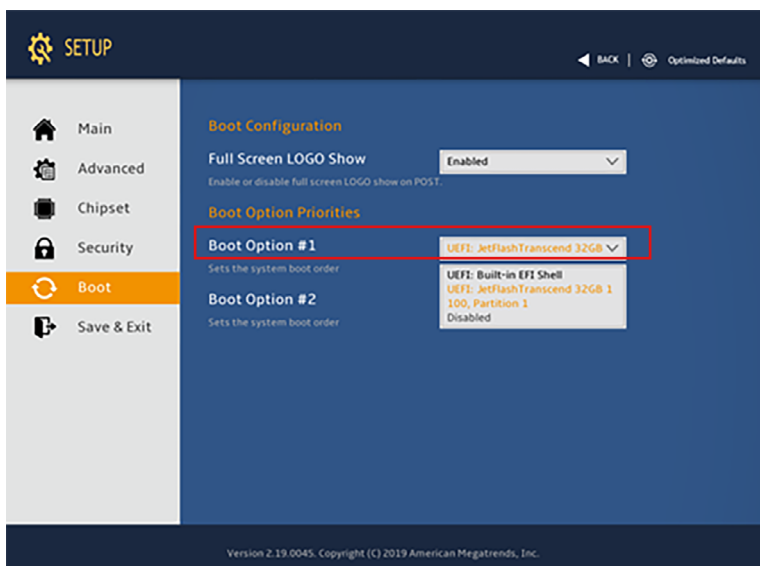 SETUP
BACK | Optimized Defaults
Main
Advanced
Chipset
Security
Boot
Save & Exit
Boot Configuration
Full Screen LOGO Show
Enabled
Enable or disable full screen LOGO show on POST.
Boot Option Priorities
Boot Option #1
UEFI: JetFlashTranscend 32GB
Sets the system boot order
UEFI: Built-in EFI Shell
UEFI: JetFlashTranscend 32GB 1
100, Partition 1
Disabled
Boot Option #2
Sets the system boot order
Version 2.19.0045. Copyright (C) 2019 American Megatrends, Inc.